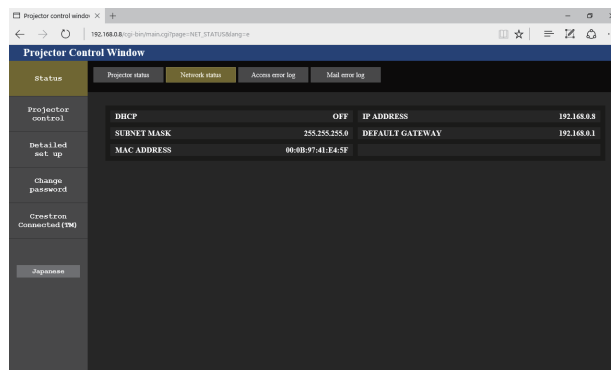 Projector control windov
192.168.0.8/cgi-bin/main.cgi?page=NET_STATUS&lang=e
Projector Control Window
Status
Projector status
Network status
Access error log
Mail error log
Projector
control
Detailed
set up
Change
password
Crestron
Connected(TM)
Japanese
DHCP OFF IP ADDRESS 192.168.0.8
SUBNET MASK 255.255.255.0 DEFAULT GATEWAY 192.168.0.1
MAC ADDRESS 00:0B:97:41:E4:5F